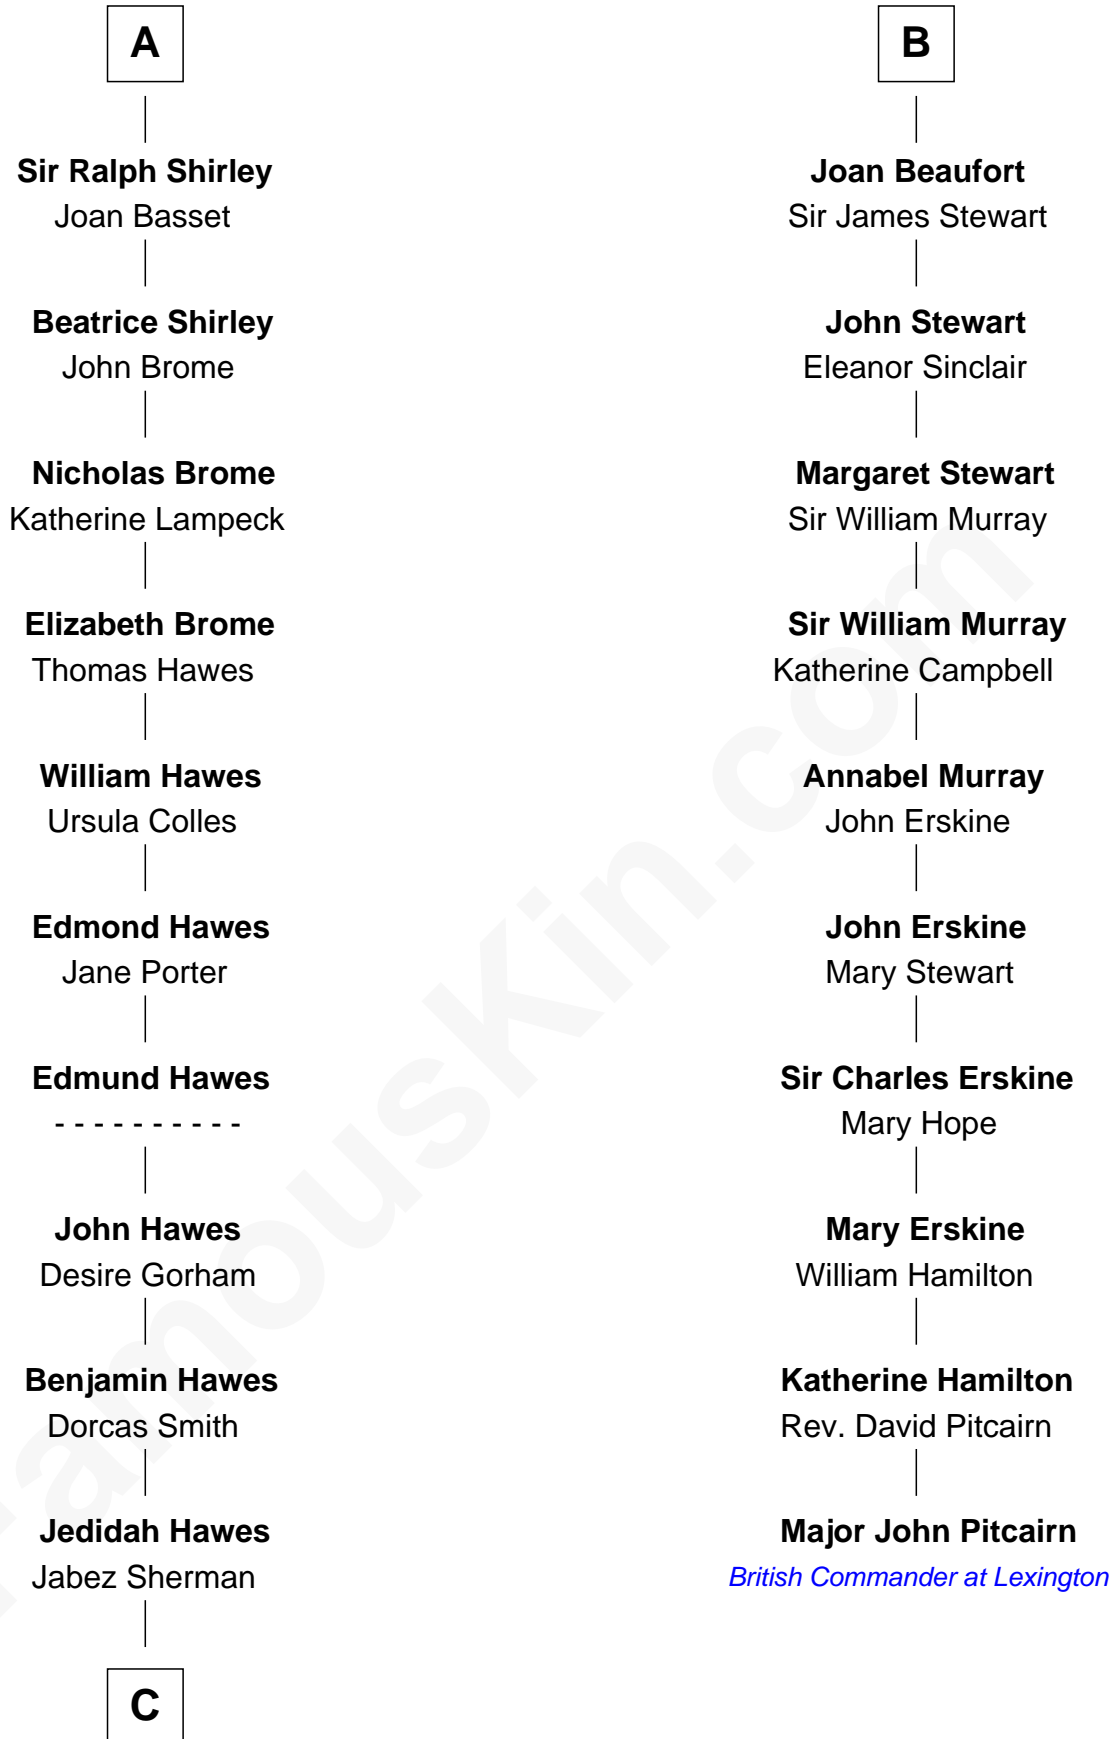 A
Sir Ralph Shirley
Joan Basset
Beatrice Shirley
John Brome
Nicholas Brome
Katherine Lampeck
Elizabeth Brome
Thomas Hawes
William Hawes
Ursula Colles
Edmond Hawes
Jane Porter
Edmund Hawes
- - - - - - - - - -
John Hawes
Desire Gorham
Benjamin Hawes
Dorcas Smith
Jedidah Hawes
Jabez Sherman
C
B
Joan Beaufort
Sir James Stewart
John Stewart
Eleanor Sinclair
Margaret Stewart
Sir William Murray
Sir William Murray
Katherine Campbell
Annabel Murray
John Erskine
John Erskine
Mary Stewart
Sir Charles Erskine
Mary Hope
Mary Erskine
William Hamilton
Katherine Hamilton
Rev. David Pitcairn
Major John Pitcairn
British Commander at Lexington
FamousKin.com